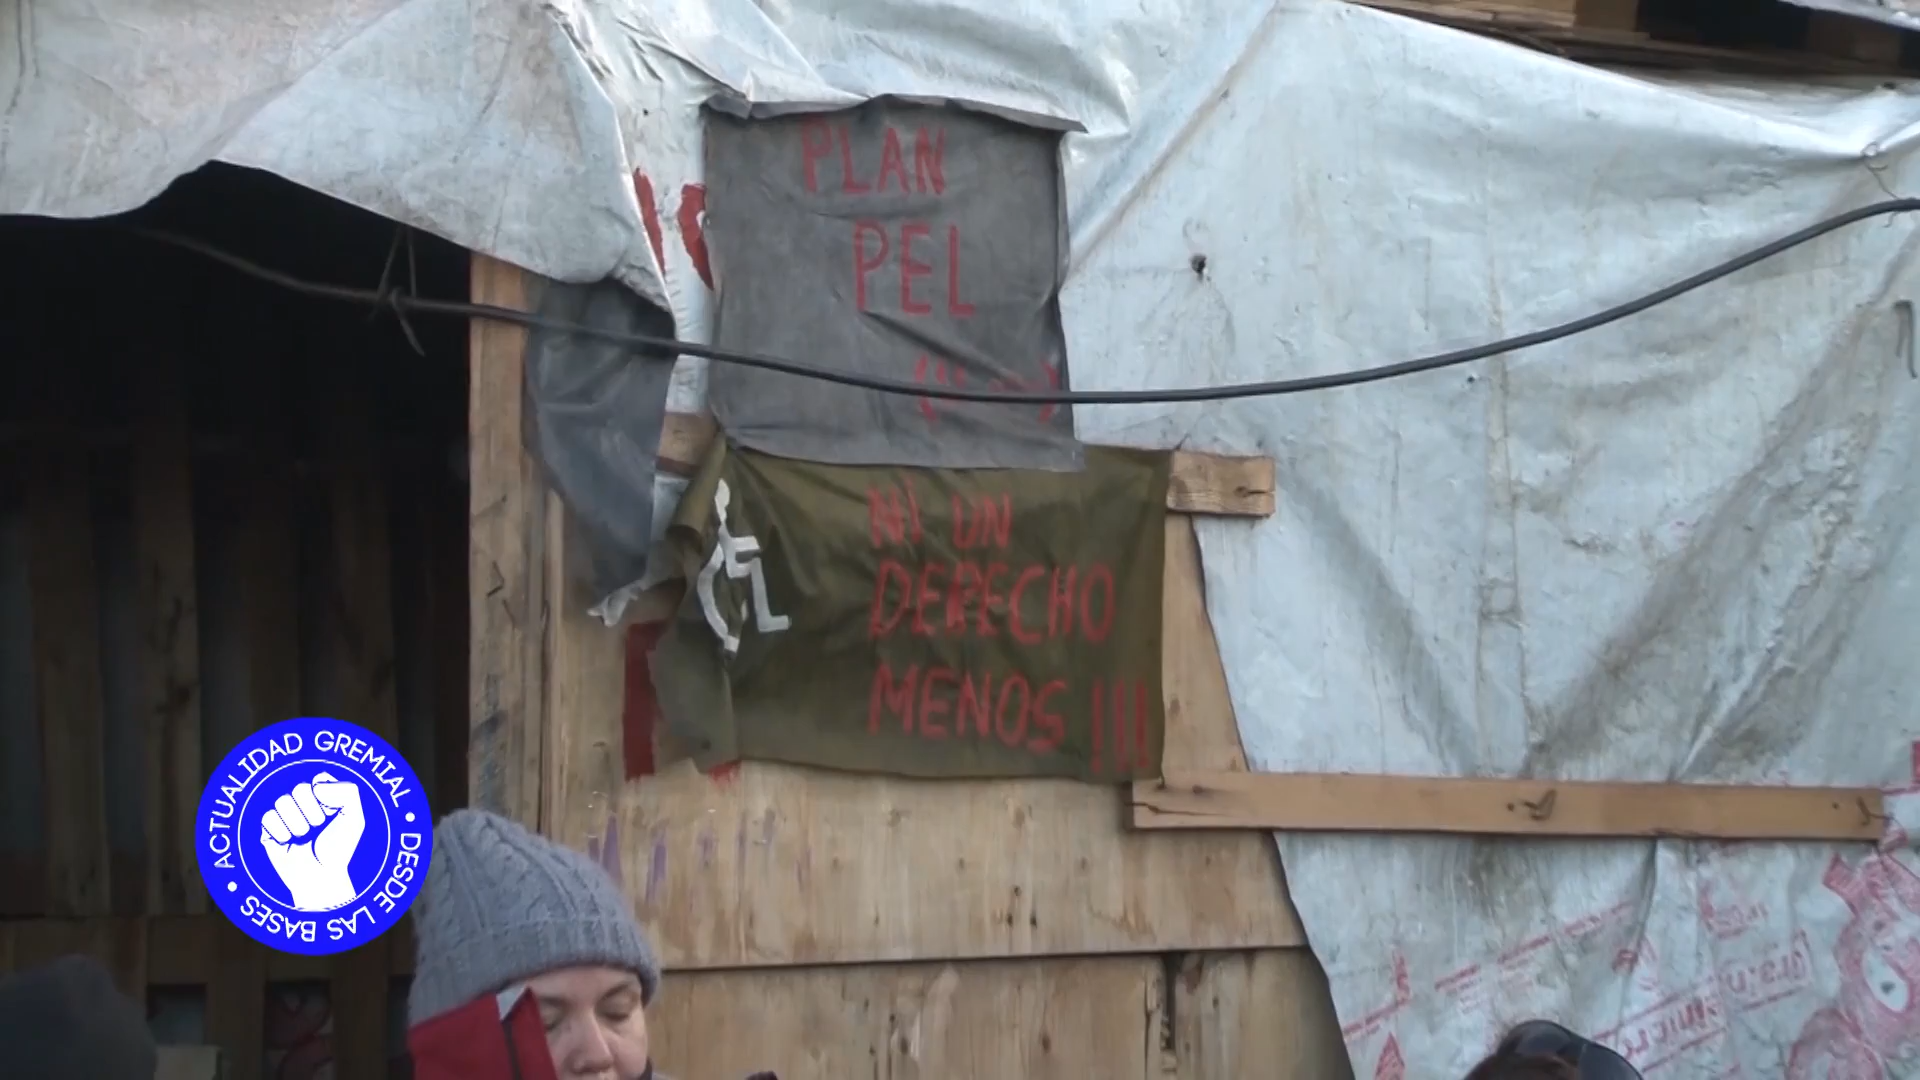 PLAN
PEL
NI UN
DERECHO
MENOS !!!
ACTUALIDAD GREMIAL • DESDE LAS BASES •